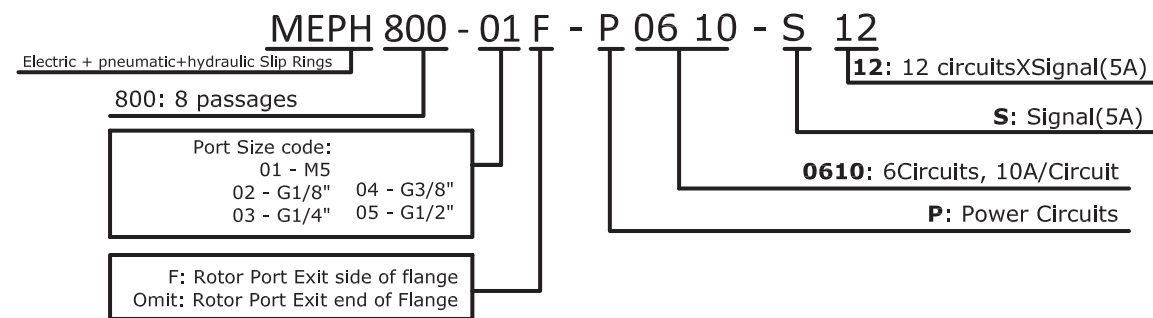 MEPH 800 - 01 F - P 06 10 - S 12
Electric + pneumatic+hydraulic Slip Rings
12: 12 circuitsXSignal(5A)
800: 8 passages
S: Signal(5A)
Port Size code:
01 - M5
02 - G1/8" 04 - G3/8"
03 - G1/4" 05 - G1/2"
0610: 6Circuits, 10A/Circuit
P: Power Circuits
F: Rotor Port Exit side of flange
Omit: Rotor Port Exit end of Flange